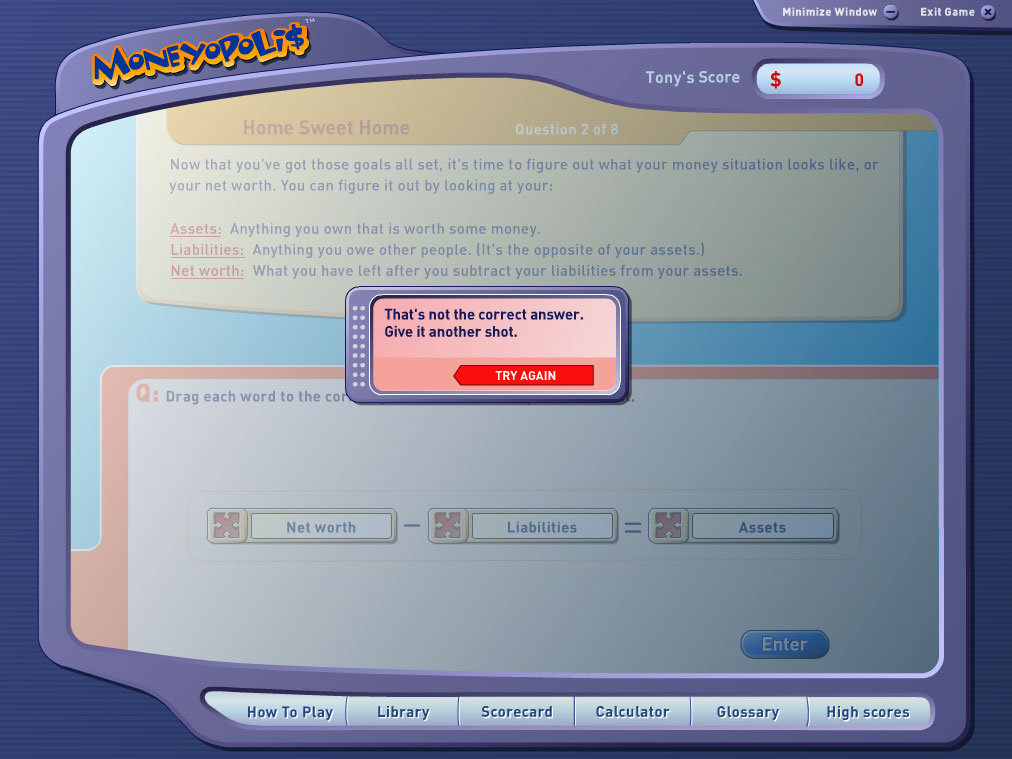 Minimize Window
Exit Game
MONEYOPOLI$ ™
Tony's Score
$ 0
Home Sweet Home
Question 2 of 8
Now that you've got those goals all set, it's time to figure out what your money situation looks like, or
your net worth. You can figure it out by looking at your:
Assets: Anything you own that is worth some money.
Liabilities: Anything you owe other people. (It's the opposite of your assets.)
Net worth: What you have left after you subtract your liabilities from your assets.
That's not the correct answer.
Give it another shot.
TRY AGAIN
Q: Drag each word to the
Net worth – Liabilities = Assets
Enter
How To Play
Library
Scorecard
Calculator
Glossary
High scores